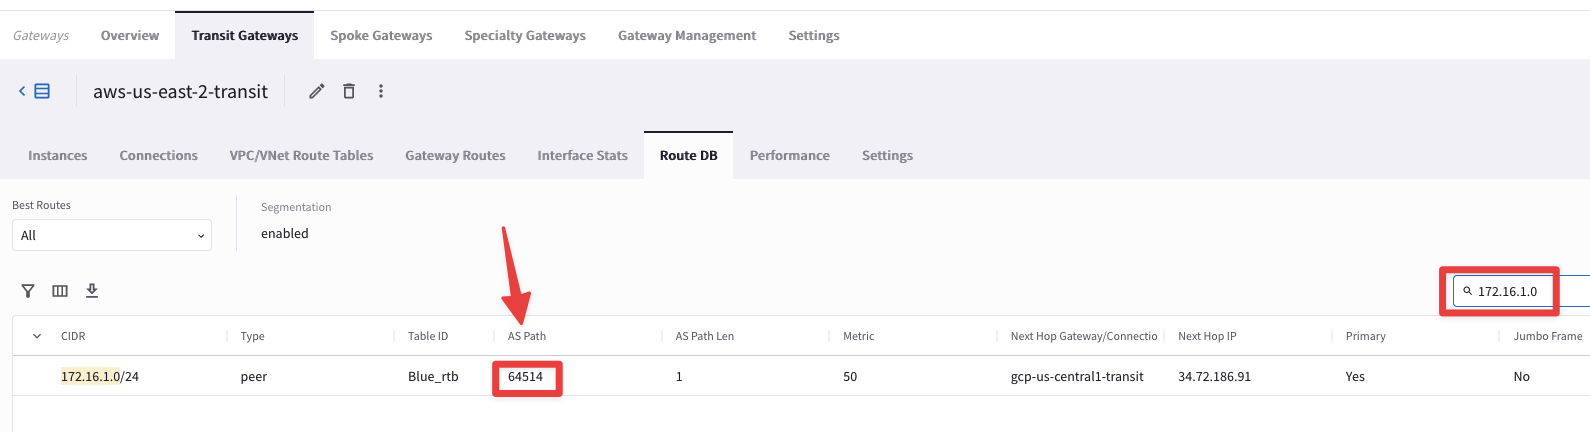 Gateways Overview Transit Gateways Spoke Gateways Specialty Gateways Gateway Management Settings
aws-us-east-2-transit
Instances Connections VPC/VNet Route Tables Gateway Routes Interface Stats Route DB Performance Settings
Best Routes Segmentation
All enabled
172.16.1.0
CIDR Type Table ID AS Path AS Path Len Metric Next Hop Gateway/Connectio Next Hop IP Primary Jumbo Frame
172.16.1.0/24 peer Blue_rtb 64514 1 50 gcp-us-central1-transit 34.72.186.91 Yes No